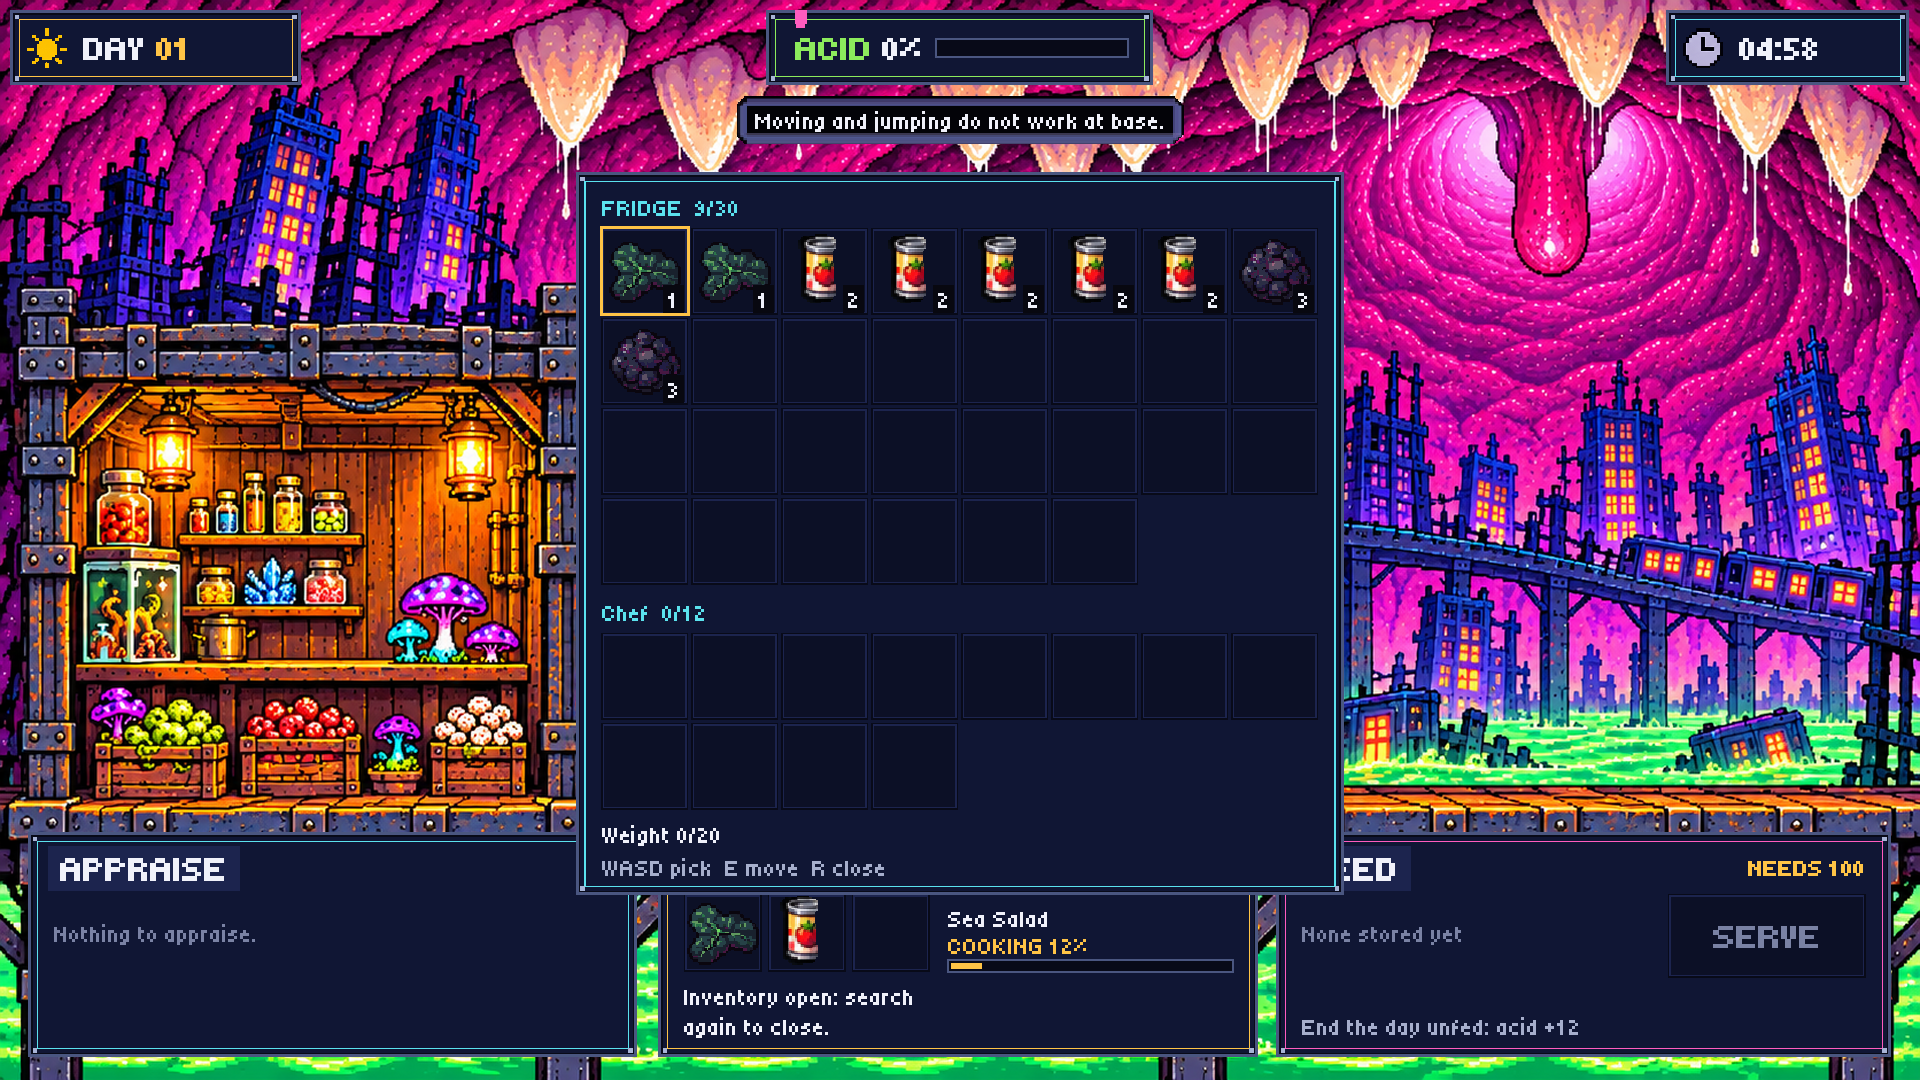 DAY 01
ACID 0%
04:58
Moving and jumping do not work at base.
FRIDGE 9/30
1
1
2
2
2
2
2
3
3
Chef 0/12
Weight 0/20
WASD pick E move R close
APPRAISE
Nothing to appraise.
Sea Salad
COOKING 12%
Inventory open: search
again to close.
EED
NEEDS 100
None stored yet
SERVE
End the day unfed: acid +12